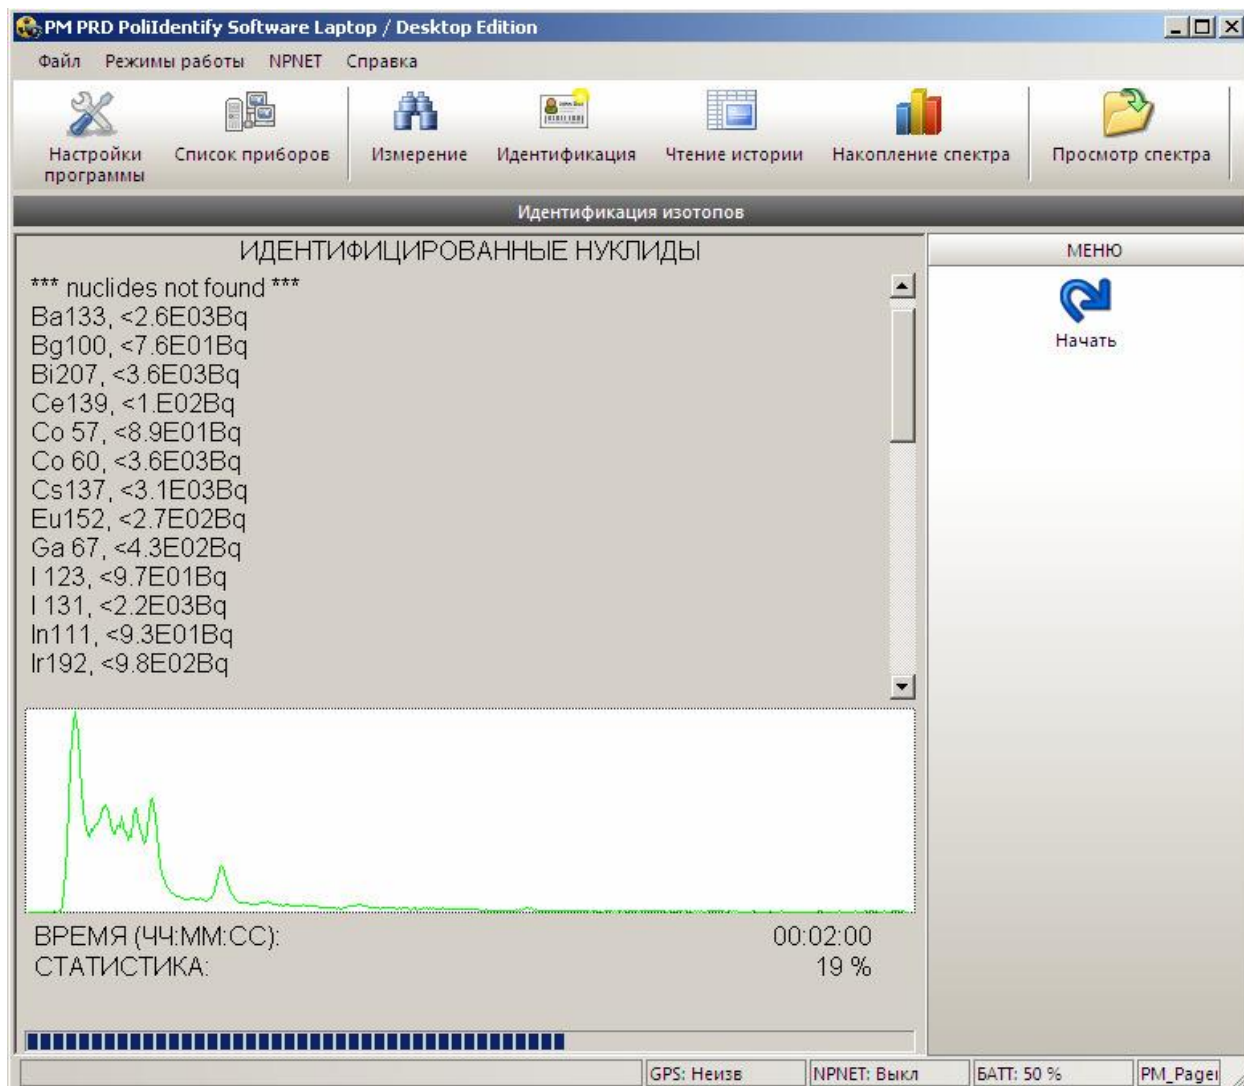 PM PRD PoliIdentify Software Laptop / Desktop Edition
Файл Режимы работы NPNET Справка
Настройки программы Список приборов Измерение Идентификация Чтение истории Накопление спектра Просмотр спектра
Идентификация изотопов
ИДЕНТИФИЦИРОВАННЫЕ НУКЛИДЫ
МЕНЮ
*** nuclides not found ***
Начать
Ba133, <2.6E03Bq
Bg100, <7.6E01Bq
Bi207, <3.6E03Bq
Ce139, <1.E02Bq
Co 57, <8.9E01Bq
Co 60, <3.6E03Bq
Cs137, <3.1E03Bq
Eu152, <2.7E02Bq
Ga 67, <4.3E02Bq
I 123, <9.7E01Bq
I 131, <2.2E03Bq
In111, <9.3E01Bq
Ir192, <9.8E02Bq
ВРЕМЯ (ЧЧ:ММ:СС): 00:02:00
СТАТИСТИКА: 19 %
GPS: Неизв NPNET: Выкл БАТТ: 50 % PM_Pager